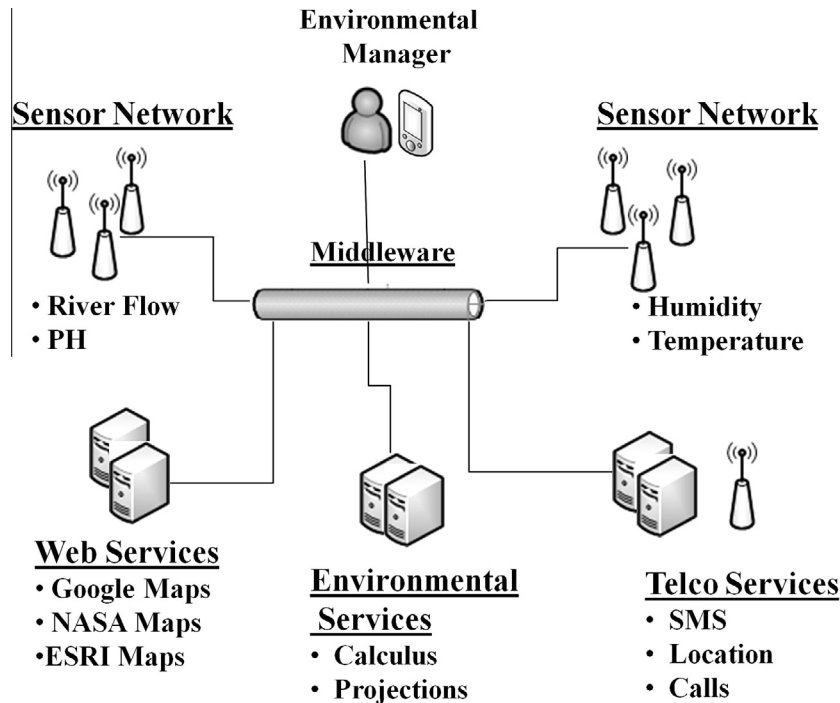 Environmental
Manager
Sensor Network
Sensor Network
Middleware
• River Flow
• PH
• Humidity
• Temperature
Web Services
• Google Maps
• NASA Maps
•ESRI Maps
Environmental
Services
• Calculus
• Projections
Telco Services
• SMS
• Location
• Calls